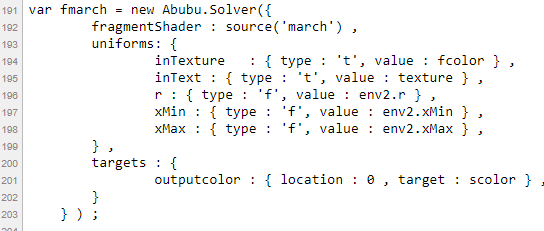 191 var fmarch = new Abubu.Solver({
192 fragmentShader : source('march') ,
193 uniforms: {
194 inTexture : { type : 't', value : fcolor } ,
195 inText : { type : 't', value : texture } ,
196 r : { type : 'f', value : env2.r } ,
197 xMin : { type : 'f', value : env2.xMin } ,
198 xMax : { type : 'f', value : env2.xMax } ,
199 } ,
200 targets : {
201 outputcolor : { location : 0 , target : scolor } ,
202 }
203 } ) ;